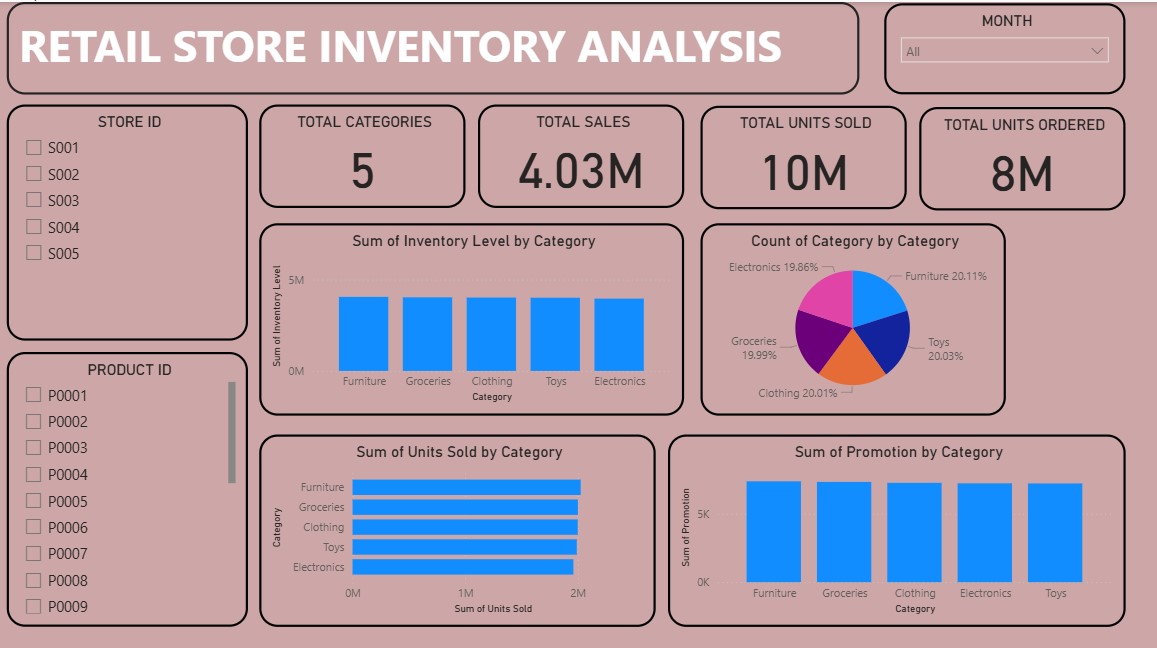 RETAIL STORE INVENTORY ANALYSIS
MONTH
All
STORE ID
S001
S002
S003
S004
S005
TOTAL CATEGORIES
5
TOTAL SALES
4.03M
TOTAL UNITS SOLD
10M
TOTAL UNITS ORDERED
8M
Sum of Inventory Level by Category
Sum of Inventory Level
5M
0M
Furniture
Groceries
Clothing
Toys
Electronics
Category
Count of Category by Category
Electronics 19.86%
Furniture 20.11%
Groceries
19.99%
Toys
20.03%
Clothing 20.01%
PRODUCT ID
P0001
P0002
P0003
P0004
P0005
P0006
P0007
P0008
P0009
Sum of Units Sold by Category
Category
Furniture
Groceries
Clothing
Toys
Electronics
0M
1M
2M
Sum of Units Sold
Sum of Promotion by Category
Sum of Promotion
5K
0K
Furniture
Groceries
Clothing
Electronics
Toys
Category